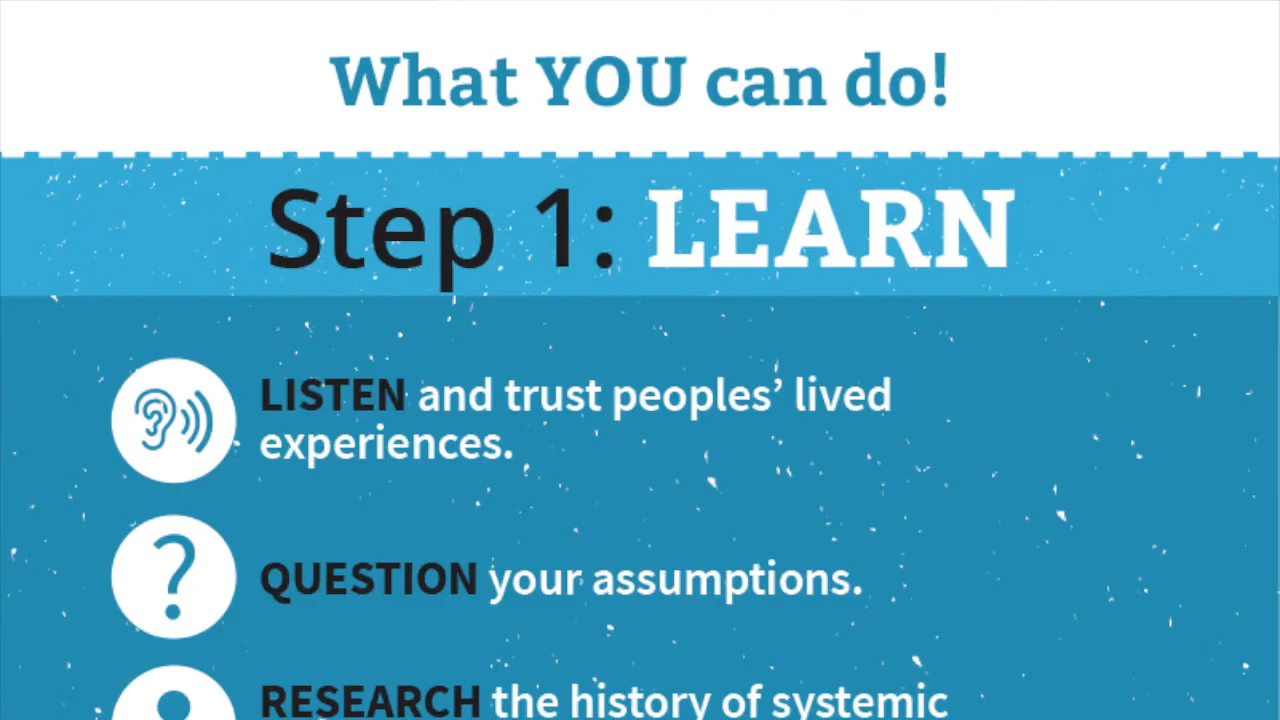 What YOU can do!
Step 1: LEARN
LISTEN and trust peoples’ lived
experiences.
QUESTION your assumptions.
RESEARCH the history of systemic